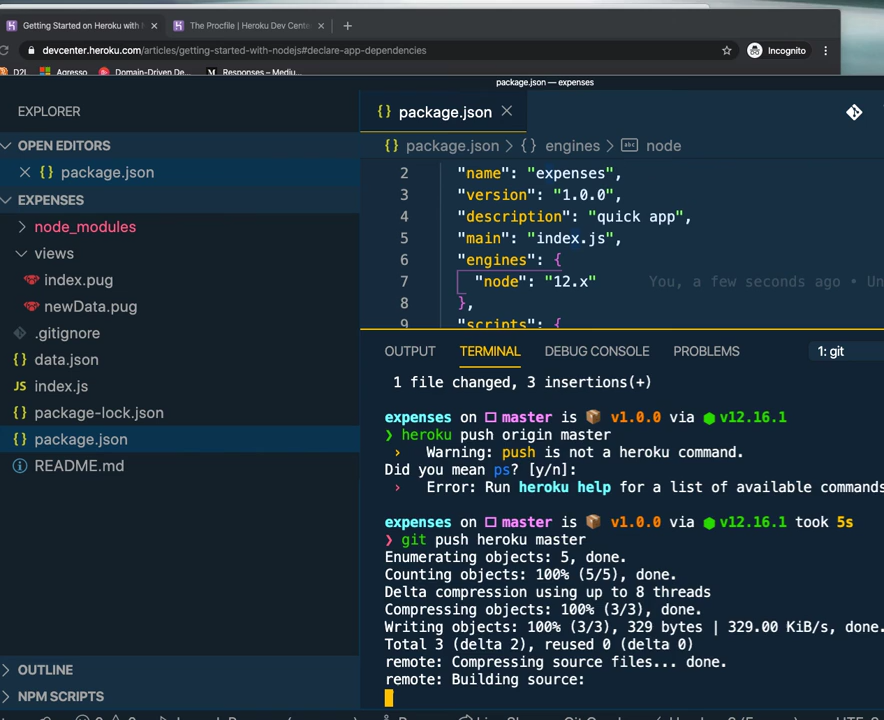 Getting Started on Heroku with
The Procfile | Heroku Dev Cente
devcenter.heroku.com/articles/getting-started-with-nodejs#declare-app-dependencies
Incognito
D2L
Agresso
Domain-Driven De...
Responses – Mediu...
package.json — expenses
EXPLORER
OPEN EDITORS
package.json
EXPENSES
node_modules
views
index.pug
newData.pug
.gitignore
data.json
JS index.js
package-lock.json
package.json
README.md
OUTLINE
NPM SCRIPTS
{} package.json
{} package.json > {} engines > abc node
2 "name": "expenses",
3 "version": "1.0.0",
4 "description": "quick app",
5 "main": "index.js",
6 "engines": {
7 "node": "12.x" You, a few seconds ago • Un
8 },
9 "scripts": {
OUTPUT TERMINAL DEBUG CONSOLE PROBLEMS 1: git
1 file changed, 3 insertions(+)
expenses on master is 📦 v1.0.0 via v12.16.1
❯ heroku push origin master
› Warning: push is not a heroku command.
Did you mean ps? [y/n]:
› Error: Run heroku help for a list of available commands
expenses on master is 📦 v1.0.0 via v12.16.1 took 5s
❯ git push heroku master
Enumerating objects: 5, done.
Counting objects: 100% (5/5), done.
Delta compression using up to 8 threads
Compressing objects: 100% (3/3), done.
Writing objects: 100% (3/3), 329 bytes | 329.00 KiB/s, done.
Total 3 (delta 2), reused 0 (delta 0)
remote: Compressing source files... done.
remote: Building source: